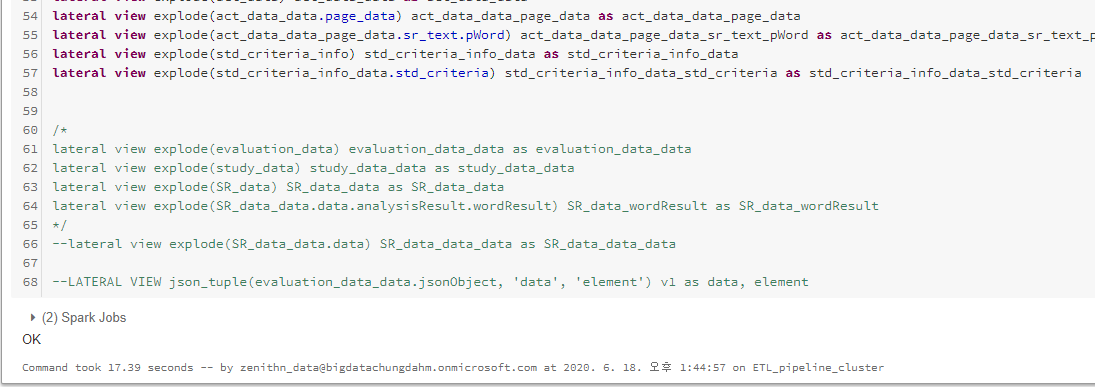 54 lateral view explode(act_data_data.page_data) act_data_data_page_data as act_data_data_page_data
55 lateral view explode(act_data_data_page_data.sr_text.pWord) act_data_data_page_data_sr_text_pWord as act_data_data_page_data_sr_text_p
56 lateral view explode(std_criteria_info) std_criteria_info_data as std_criteria_info_data
57 lateral view explode(std_criteria_info_data.std_criteria) std_criteria_info_data_std_criteria as std_criteria_info_data_std_criteria
58
59
60 /*
61 lateral view explode(evaluation_data) evaluation_data_data as evaluation_data_data
62 lateral view explode(study_data) study_data_data as study_data_data
63 lateral view explode(SR_data) SR_data_data as SR_data_data
64 lateral view explode(SR_data_data.data.analysisResult.wordResult) SR_data_wordResult as SR_data_wordResult
65 */
66 --lateral view explode(SR_data_data.data) SR_data_data_data as SR_data_data_data
67
68 --LATERAL VIEW json_tuple(evaluation_data_data.jsonObject, 'data', 'element') v1 as data, element
(2) Spark Jobs
OK
Command took 17.39 seconds -- by zenithn_data@bigdatachungdahm.onmicrosoft.com at 2020. 6. 18. 오후 1:44:57 on ETL_pipeline_cluster